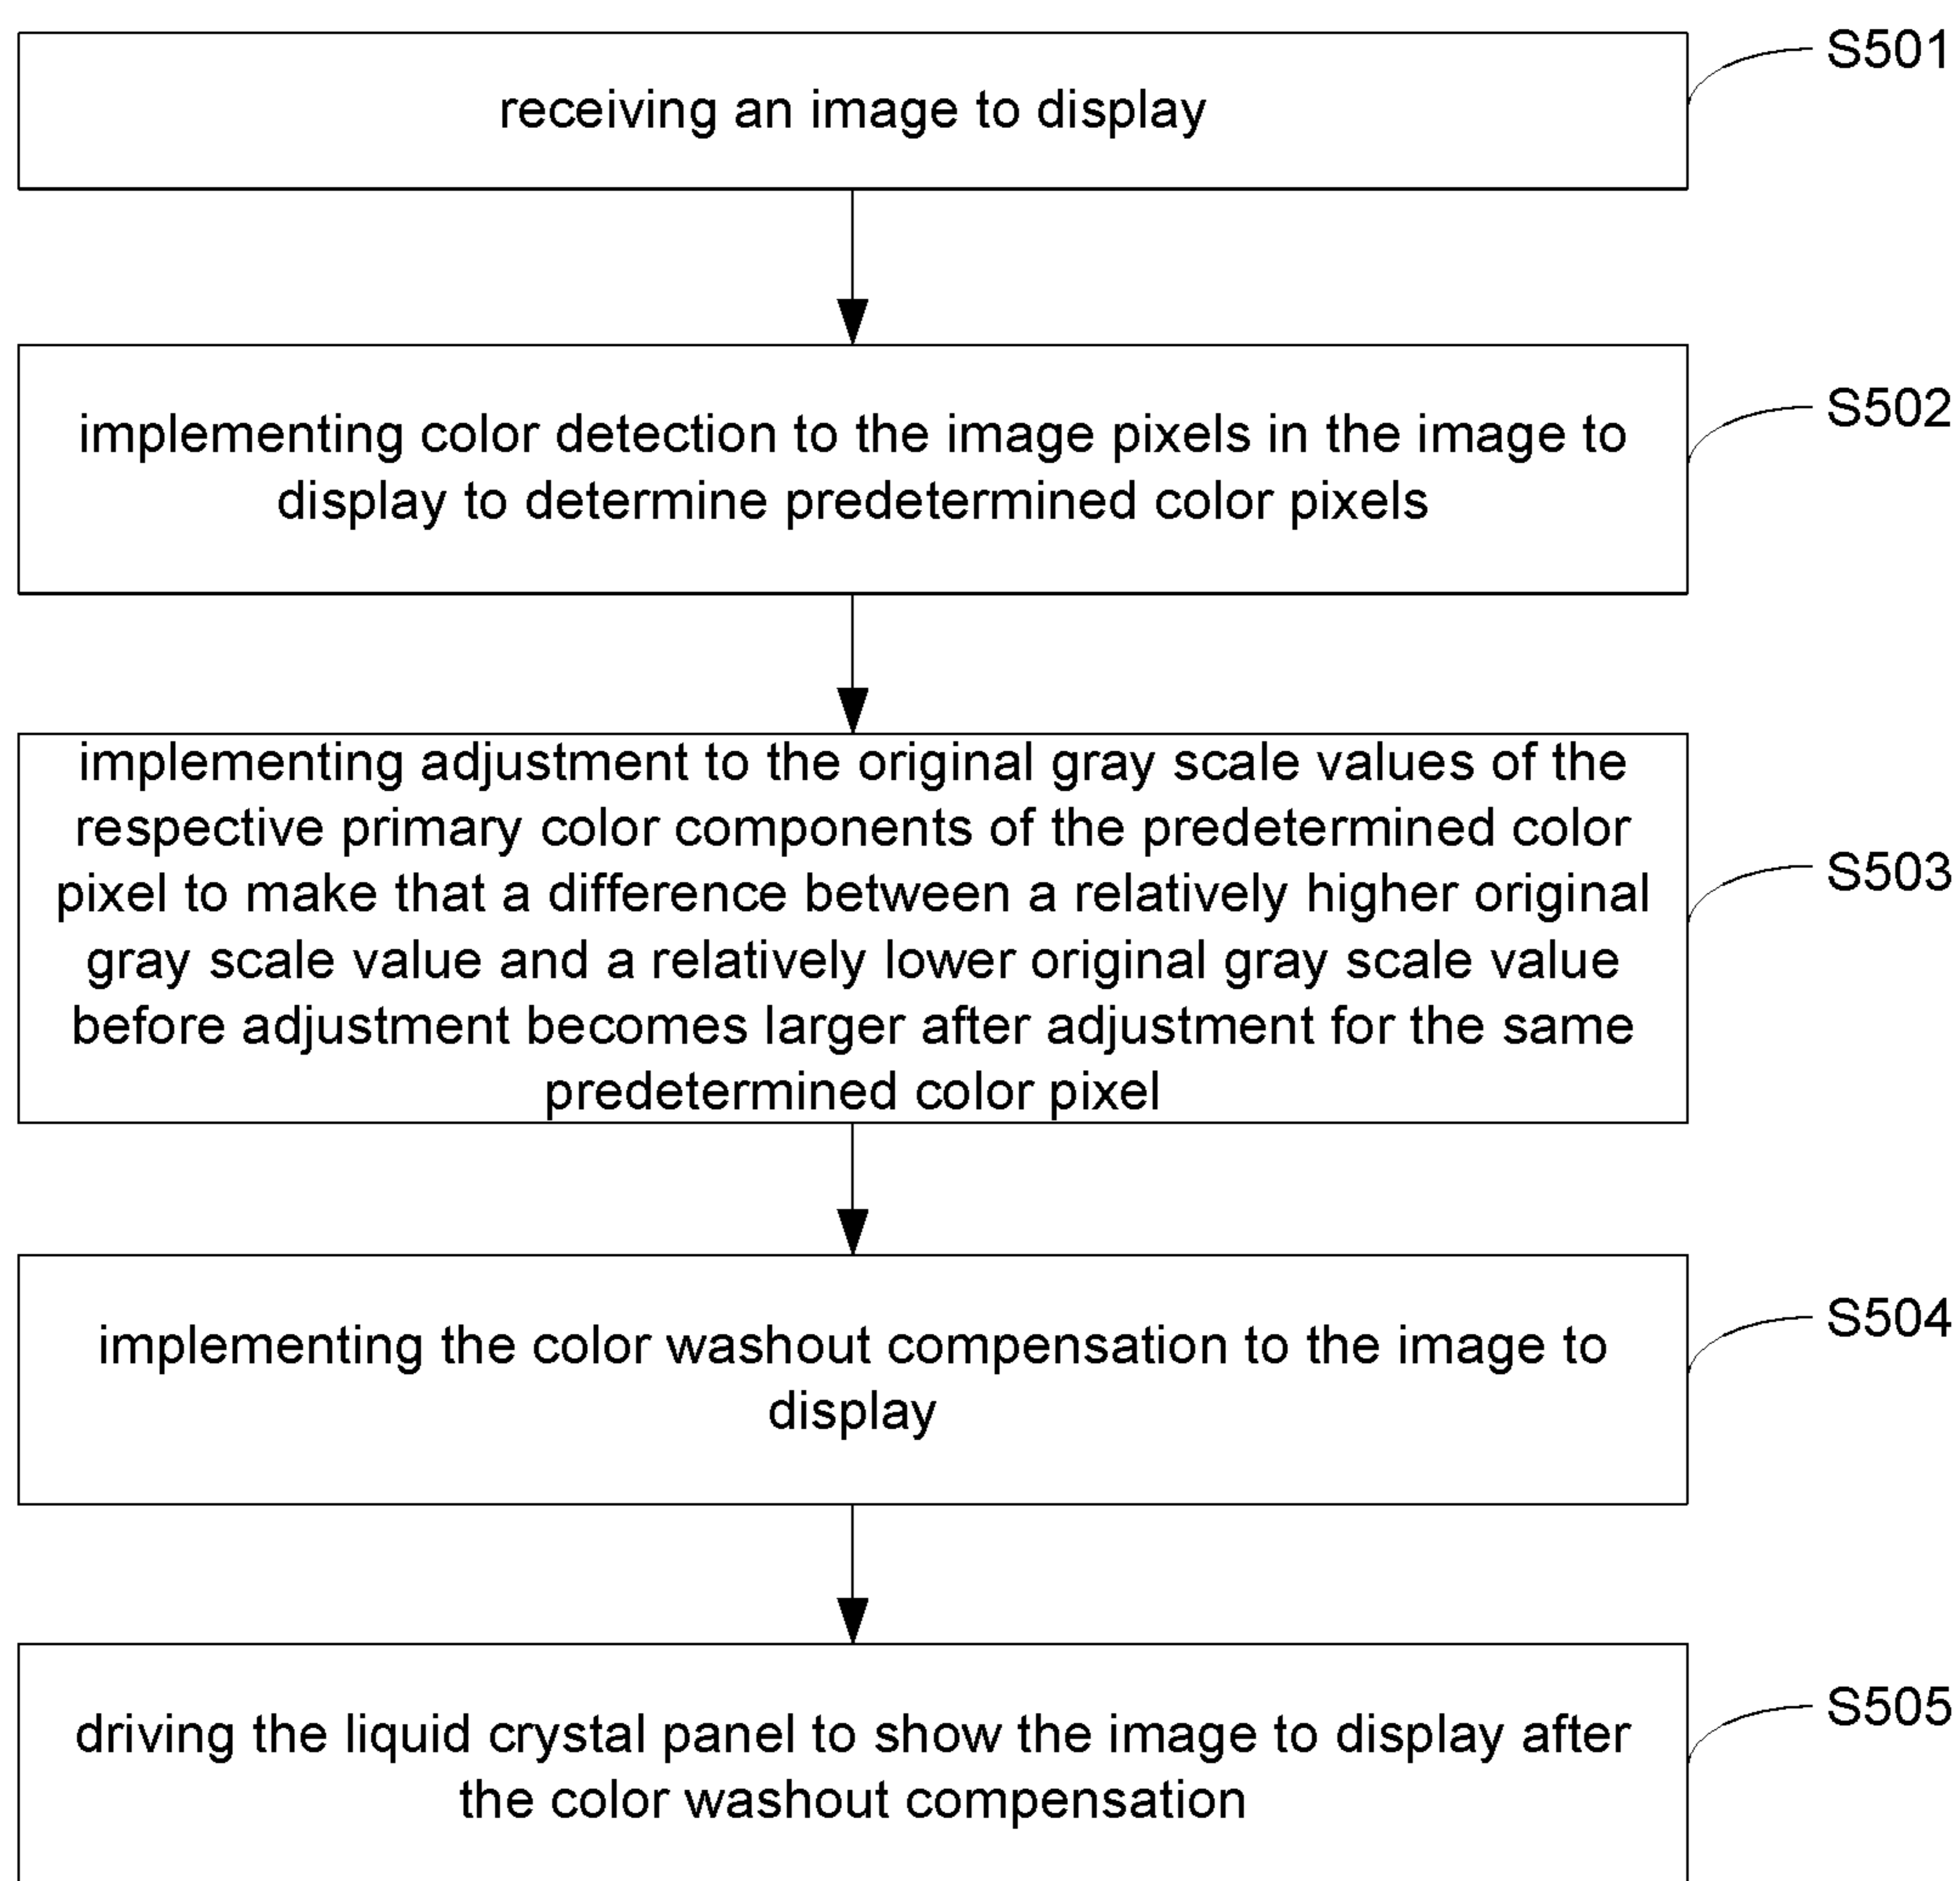 S501
receiving an image to display
S502
implementing color detection to the image pixels in the image to
display to determine predetermined color pixels
implementing adjustment to the original gray scale values of the
respective primary color components of the predetermined color
pixel to make that a difference between a relatively higher original
gray scale value and a relatively lower original gray scale value
before adjustment becomes larger after adjustment for the same
predetermined color pixel
S503
S504
implementing the color washout compensation to the image to
display
S505
driving the liquid crystal panel to show the image to display after
the color washout compensation